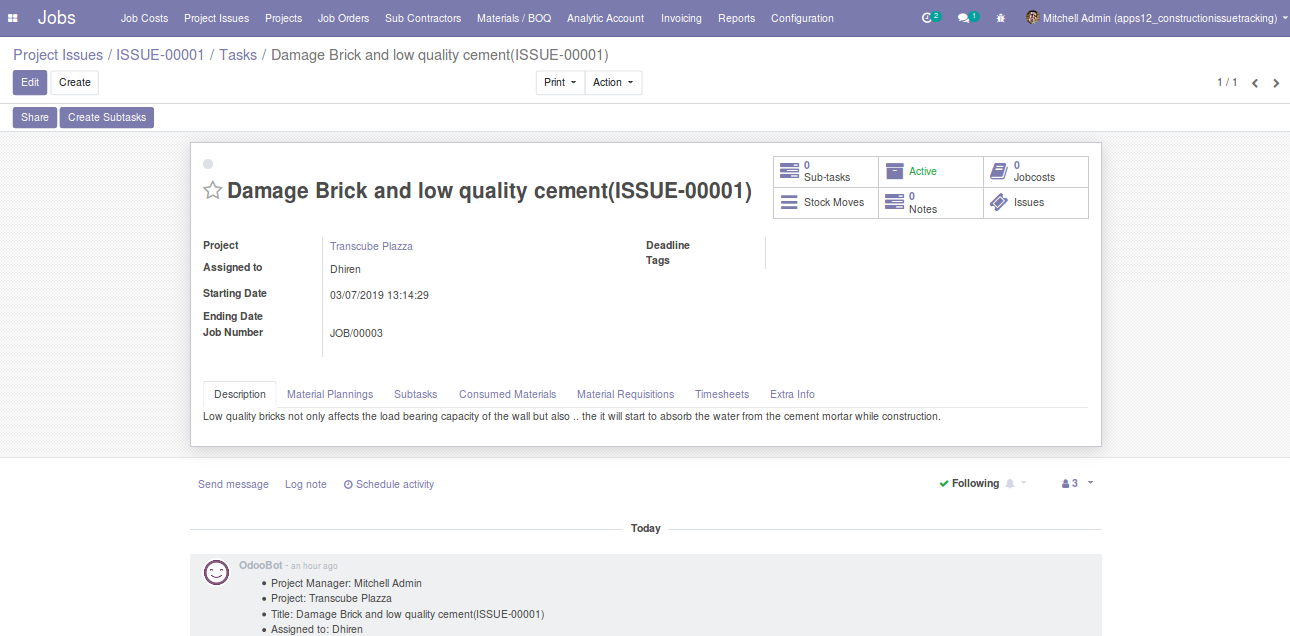 Jobs Job Costs Project Issues Projects Job Orders Sub Contractors Materials / BOQ Analytic Account Invoicing Reports Configuration 2 1 Mitchell Admin (apps12_constructionissuetracking)
Project Issues / ISSUE-00001 / Tasks / Damage Brick and low quality cement(ISSUE-00001)
Edit Create Print Action 1 / 1
Share Create Subtasks
0 Sub-tasks
Active
0 Jobcosts
Damage Brick and low quality cement(ISSUE-00001)
Stock Moves
0 Notes
Issues
Project Transcube Plazza
Assigned to Dhiren
Starting Date 03/07/2019 13:14:29
Ending Date
Job Number JOB/00003
Deadline
Tags
Description Material Plannings Subtasks Consumed Materials Material Requisitions Timesheets Extra Info
Low quality bricks not only affects the load bearing capacity of the wall but also .. the it will start to absorb the water from the cement mortar while construction.
Send message Log note Schedule activity Following 3
Today
OdooBot - an hour ago
• Project Manager: Mitchell Admin
• Project: Transcube Plazza
• Title: Damage Brick and low quality cement(ISSUE-00001)
• Assigned to: Dhiren